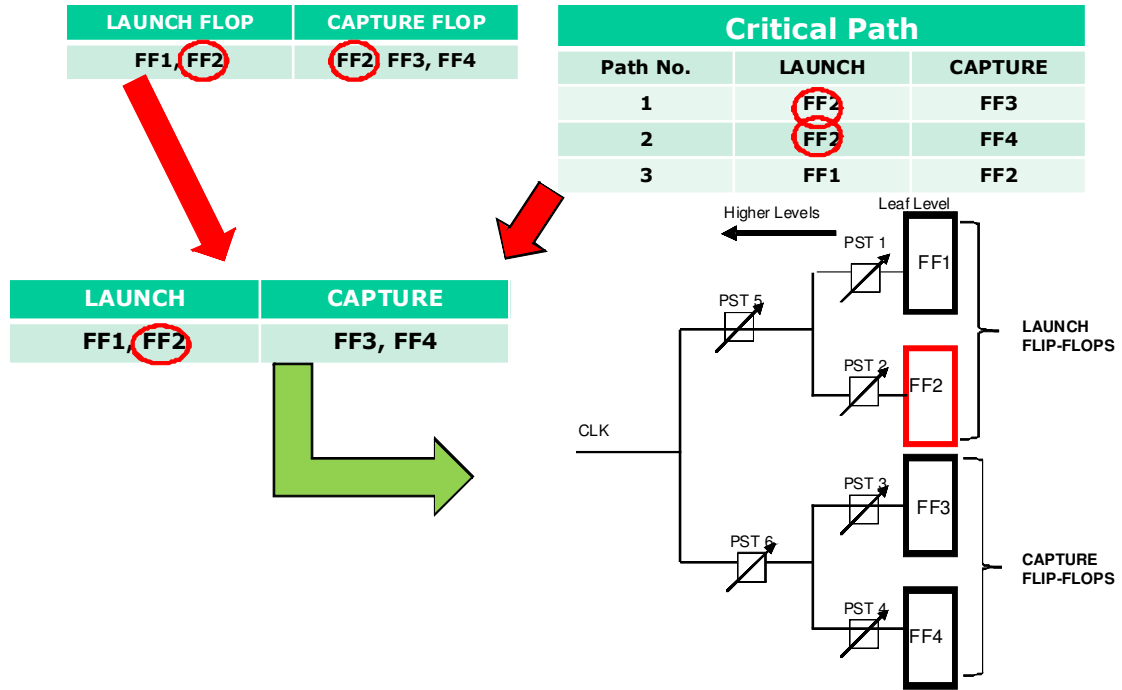 LAUNCH FLOP CAPTURE FLOP
FF1, FF2 FF2 FF3, FF4
Critical Path
Path No. LAUNCH CAPTURE
1 FF2 FF3
2 FF2 FF4
3 FF1 FF2
LAUNCH CAPTURE
FF1, FF2 FF3, FF4
Higher Levels
Leaf Level
PST 1
FF1
PST 5
LAUNCH
FLIP-FLOPS
PST 2
FF2
CLK
PST 3
FF3
PST 6
CAPTURE
FLIP-FLOPS
PST 4
FF4